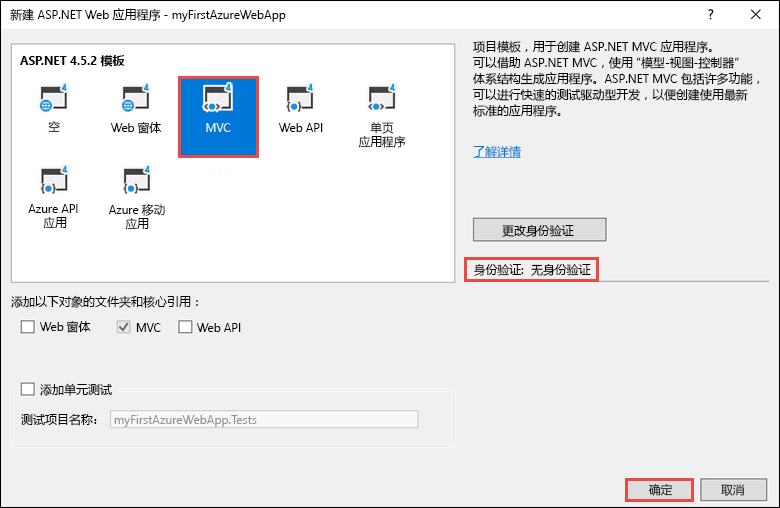 新建 ASP.NET Web 应用程序 - myFirstAzureWebApp
?
ASP.NET 4.5.2 模板
4
空
4
Web 窗体
4
MVC
4
Web API
4
单页
应用程序
4
Azure API
应用
4
Azure 移动
应用
项目模板，用于创建 ASP.NET MVC 应用程序。
可以借助 ASP.NET MVC，使用 "模型-视图-控制器"
体系结构生成应用程序。ASP.NET MVC 包括许多功能，
可以进行快速的测试驱动型开发，以便创建使用最新
标准的应用程序。
了解详情
更改身份验证
身份验证: 无身份验证
添加以下对象的文件夹和核心引用：
Web 窗体 MVC Web API
添加单元测试
测试项目名称: myFirstAzureWebApp.Tests
确定 取消